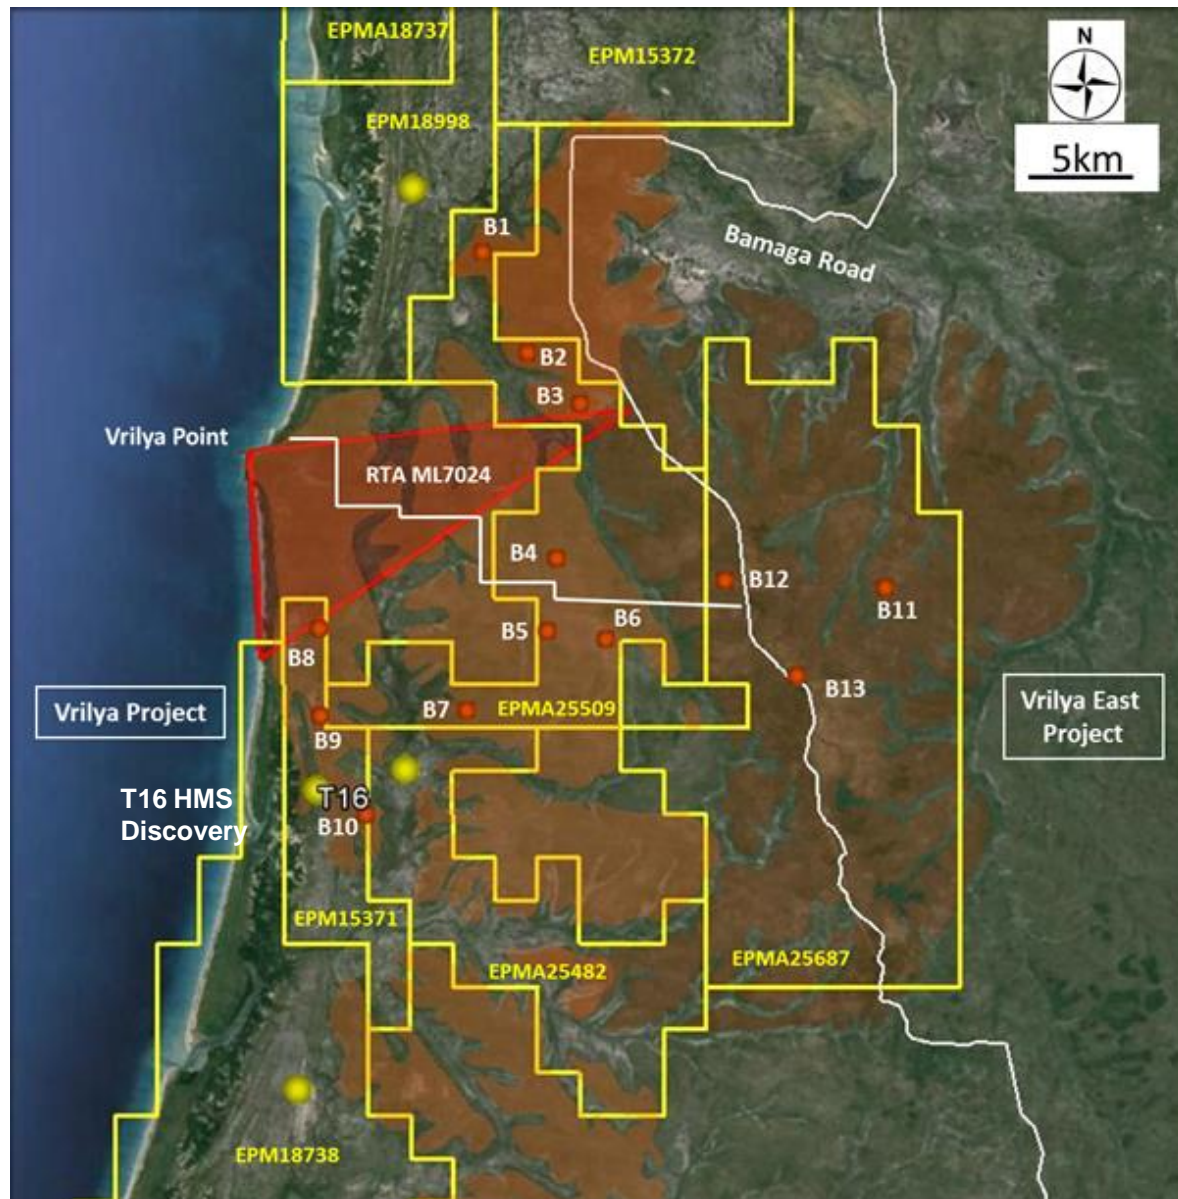 EPMA18737
EPM15372
N
EPM18998
5km
B1
Bamaga Road
B2
B3
Vrilya Point
RTA ML7024
B4
B12
B11
B5
B6
B8
B13
Vrilya Project
B7
EPMA25509
Vrilya East
Project
B9
T16 HMS
Discovery
T16
B10
EPM15371
EPMA25482
EPMA25687
EPM18738